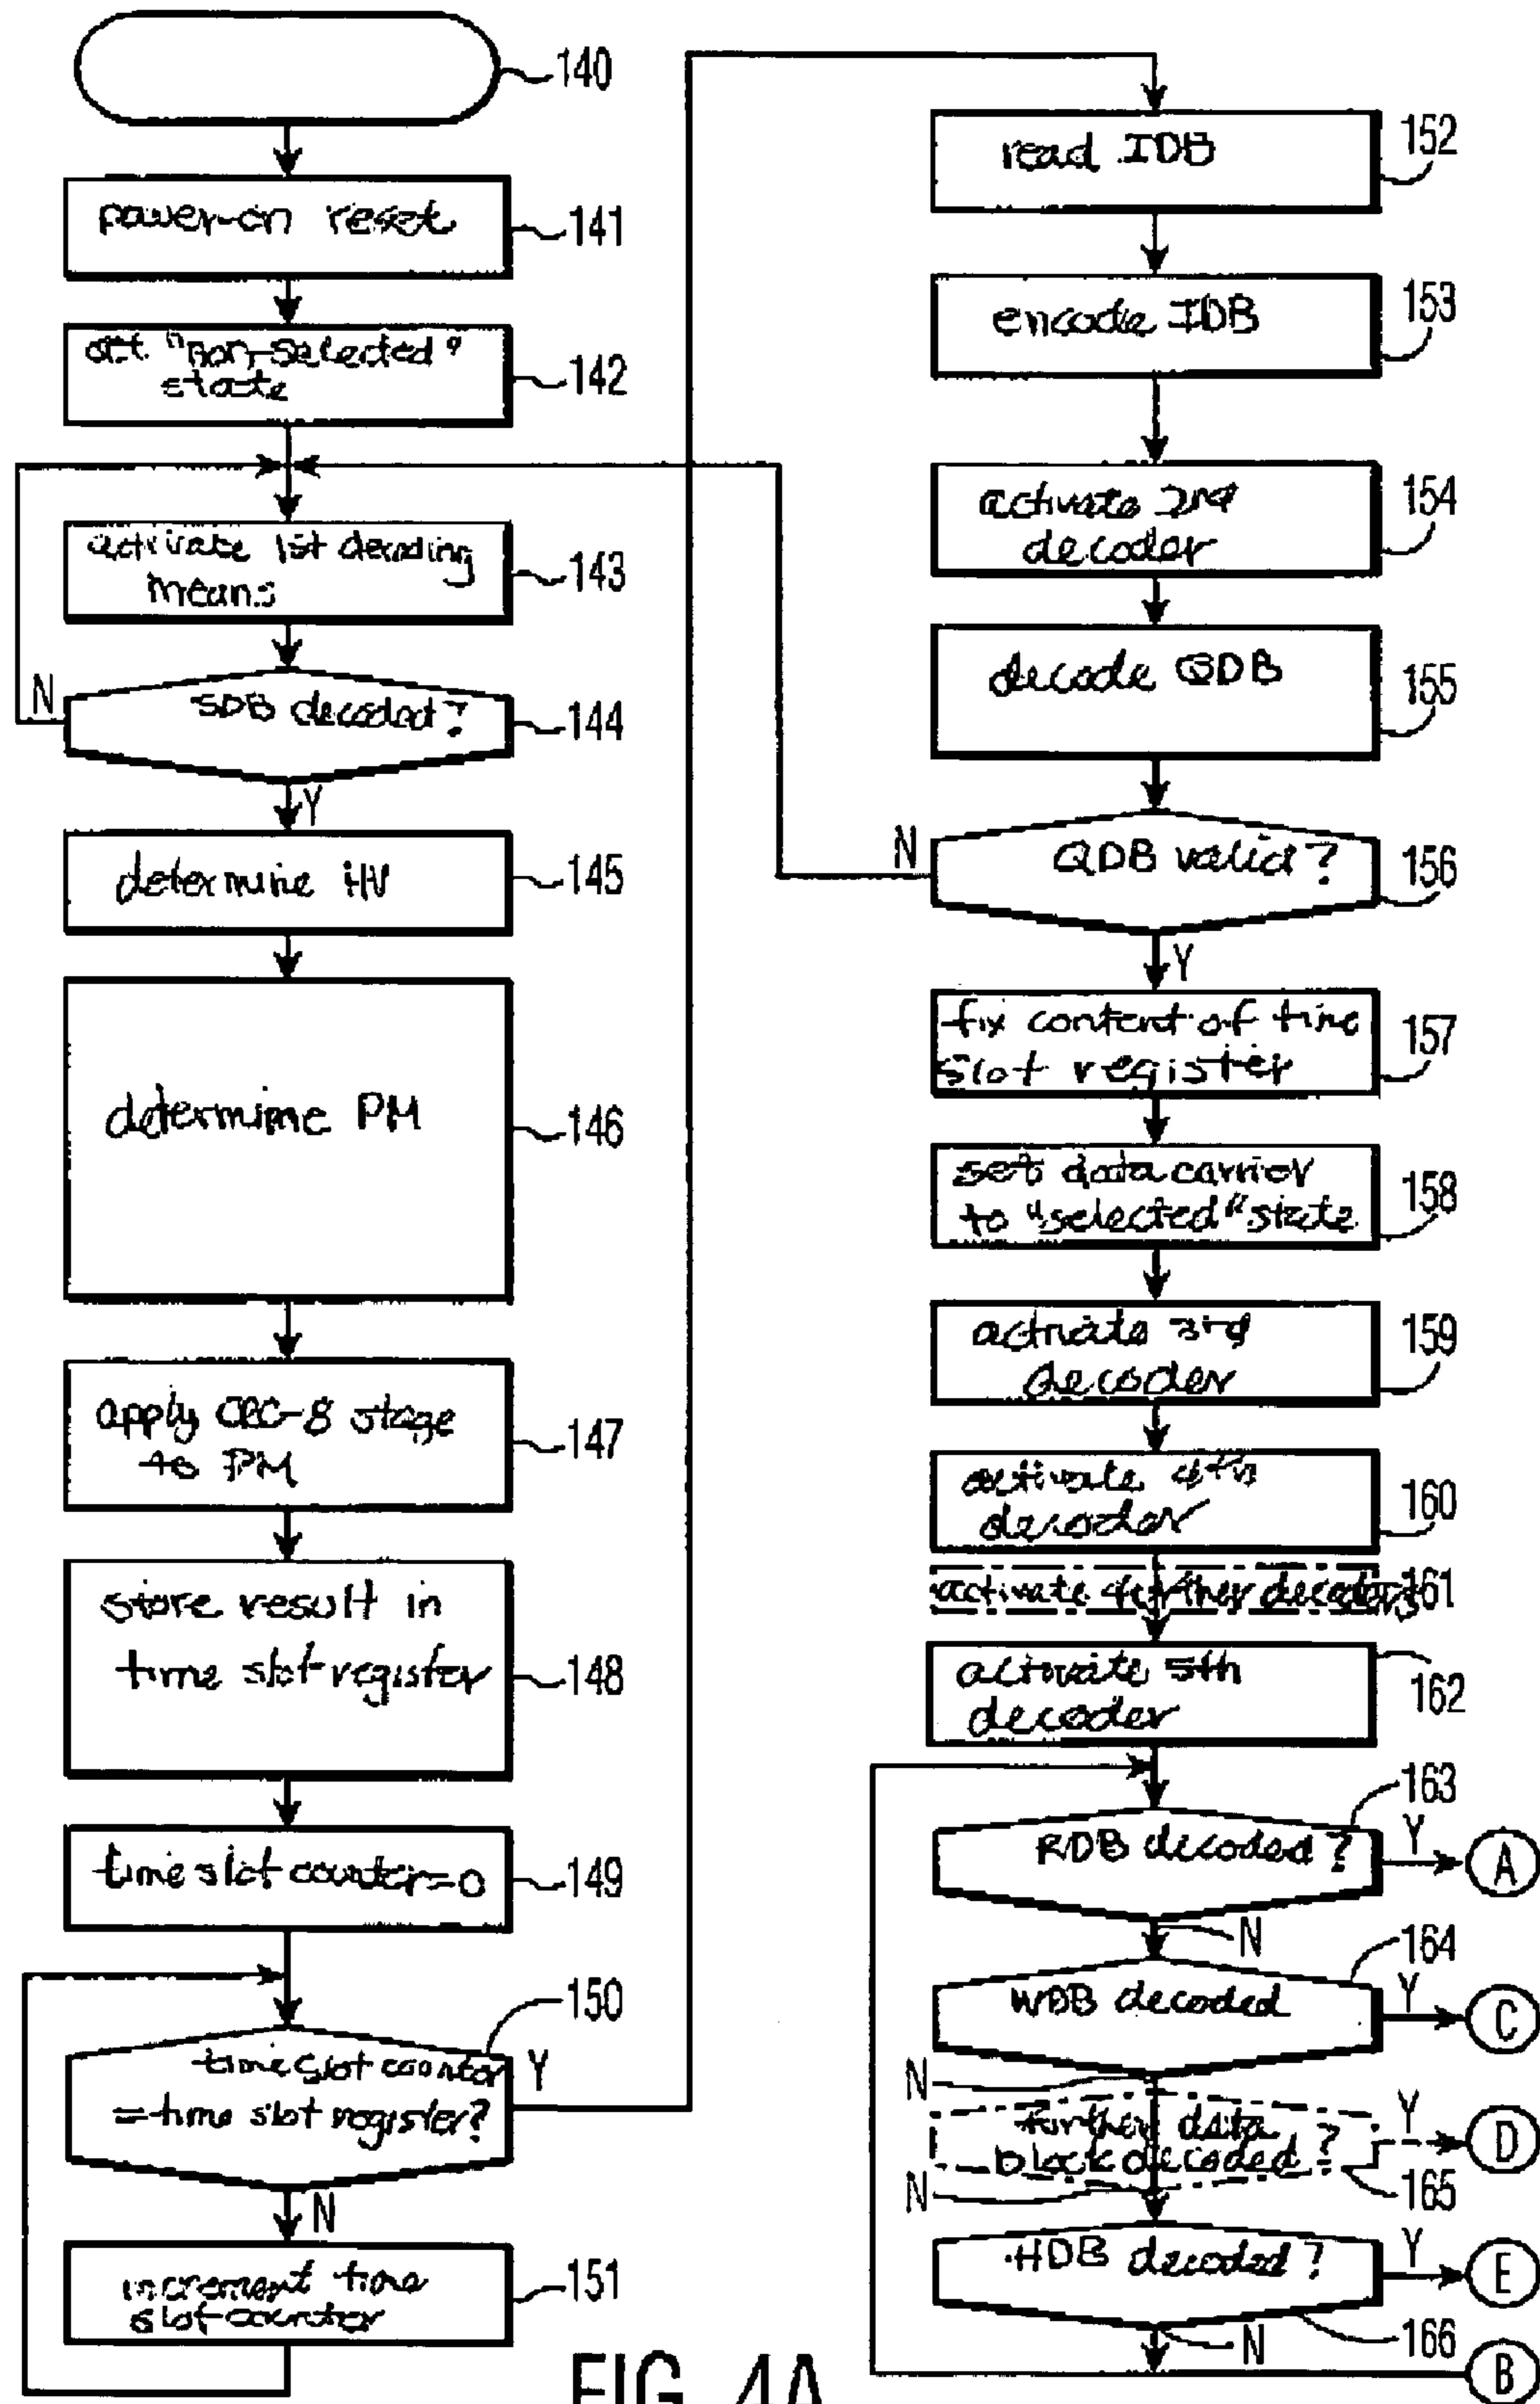 140
power-on reset
141
set "non-selected"
state
142
activate 1st decoding
means
143
N
SDB decoded?
144
Y
determine
145
determine PM
146
apply CRC-8 stage
to PM
147
store result in
time slot register
148
time slot counter=0
149
150
time slot counter
=time slot register?
Y
N
increment time
slot counter
151
read IDB
152
encode IDB
153
activate 2nd
decoder
154
decode QDB
155
N
QDB valid?
156
Y
fix content of time
slot register
157
set data carrier
to "selected" state
158
activate 3rd
decoder
159
activate 4th
decoder
160
activate further decoders
161
activate 5th
decoder
162
163
RDB decoded?
Y
A
N
164
WDB decoded
Y
C
N
further data
block decoded?
Y
D
165
N
HDB decoded?
Y
E
166
N
B
FIG. 4A